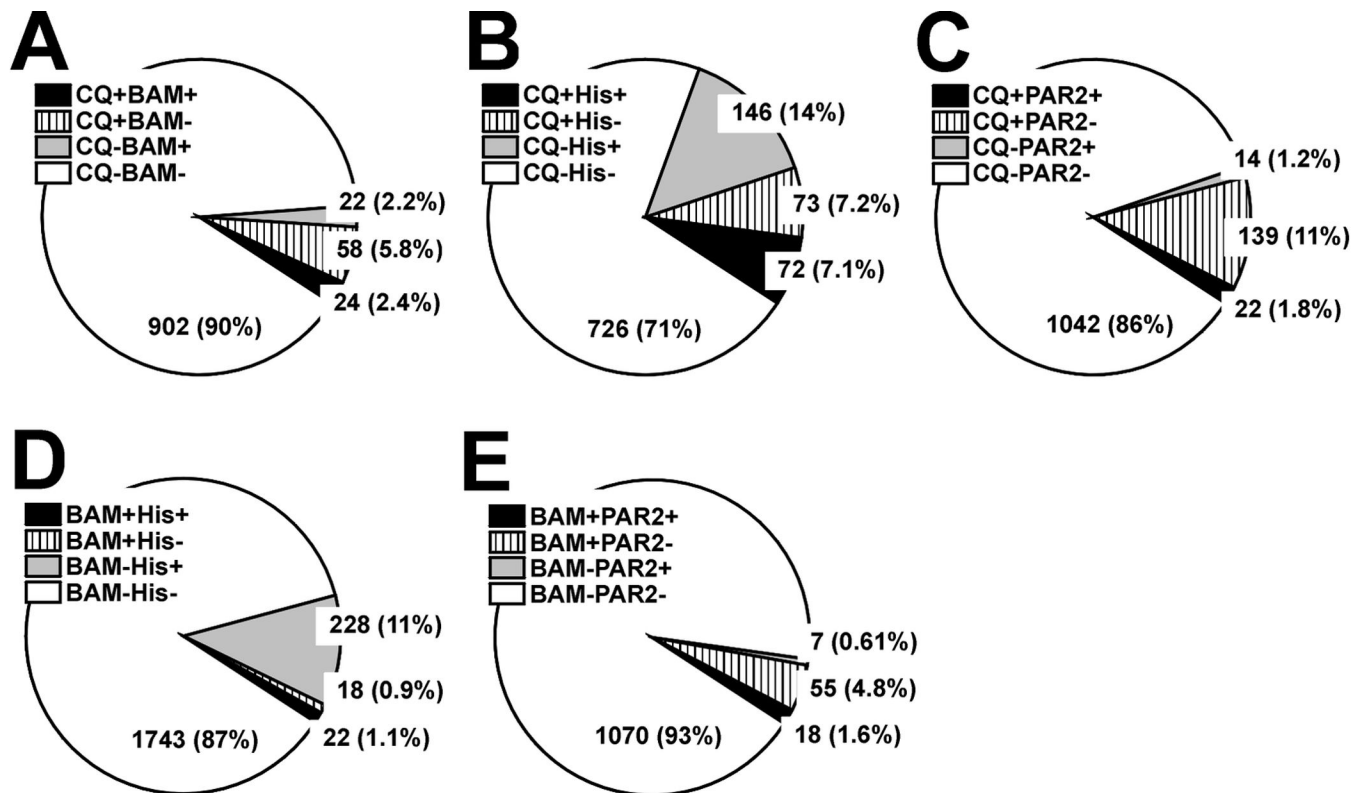 A
CQ+BAM+
CQ+BAM-
CQ-BAM+
CQ-BAM-
22 (2.2%)
58 (5.8%)
24 (2.4%)
902 (90%)
B
CQ+His+
CQ+His-
CQ-His+
CQ-His-
146 (14%)
73 (7.2%)
72 (7.1%)
726 (71%)
C
CQ+PAR2+
CQ+PAR2-
CQ-PAR2+
CQ-PAR2-
14 (1.2%)
139 (11%)
22 (1.8%)
1042 (86%)
D
BAM+His+
BAM+His-
BAM-His+
BAM-His-
228 (11%)
18 (0.9%)
22 (1.1%)
1743 (87%)
E
BAM+PAR2+
BAM+PAR2-
BAM-PAR2+
BAM-PAR2-
7 (0.61%)
55 (4.8%)
18 (1.6%)
1070 (93%)